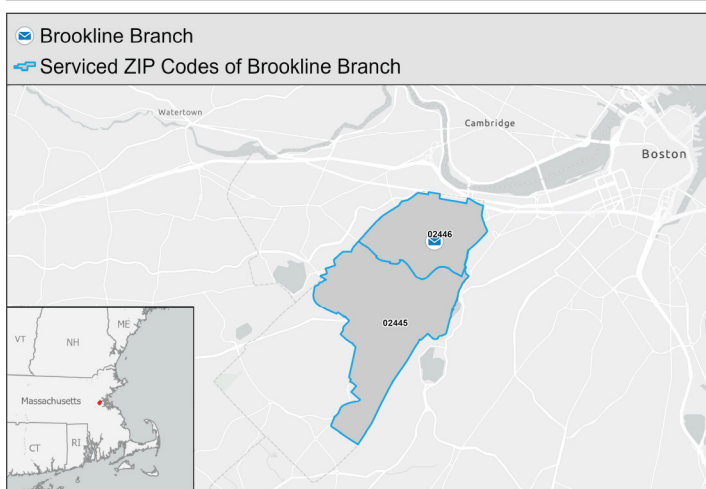 Brookline Branch
Serviced ZIP Codes of Brookline Branch
Watertown
Cambridge
Boston
02446
02445
ME
VT
NH
Massachusetts
CT
RI